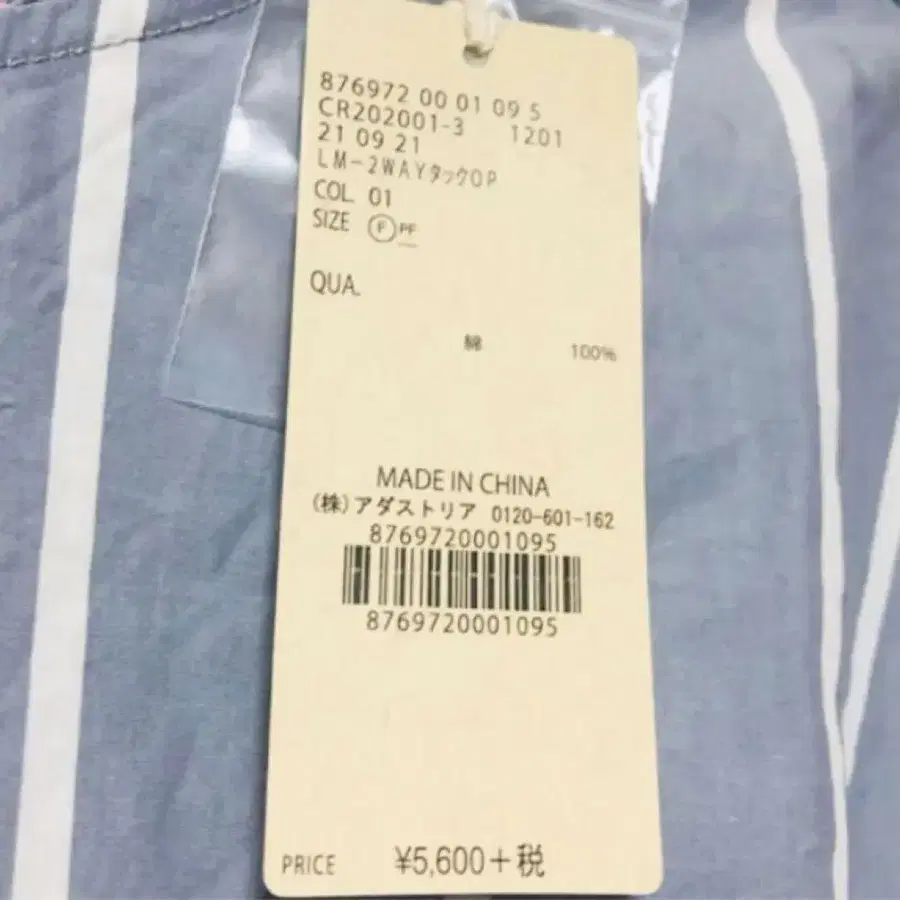 876972 00 01 09 5
CR202001-3 1201
21 09 21
LM-2WAYタックOP
COL. 01
SIZE F PF
QUA.
綿 100%
MADE IN CHINA
(株)アダストリア 0120-601-162
8769720001095
8769720001095
PRICE ¥5,600+税